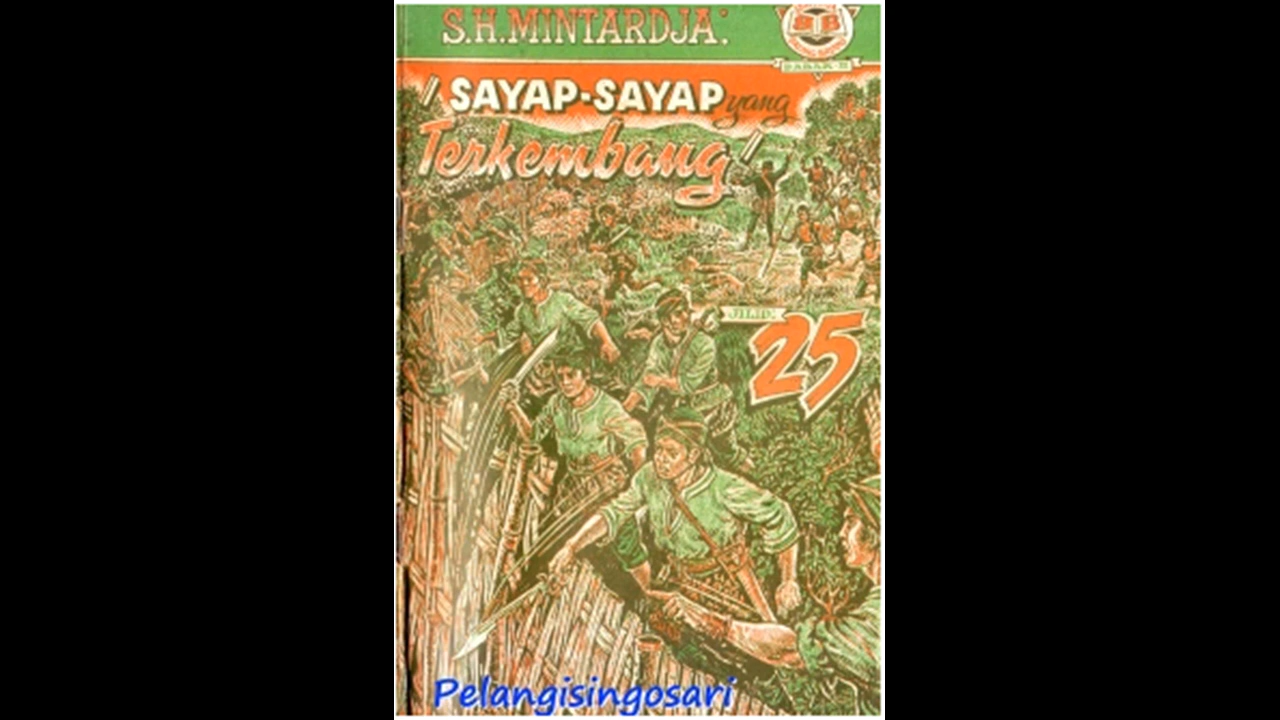 S.H.MINTARDJA:
SAYAP-SAYAP yang
Terkembang
JILID:
25
Pelangisingosari